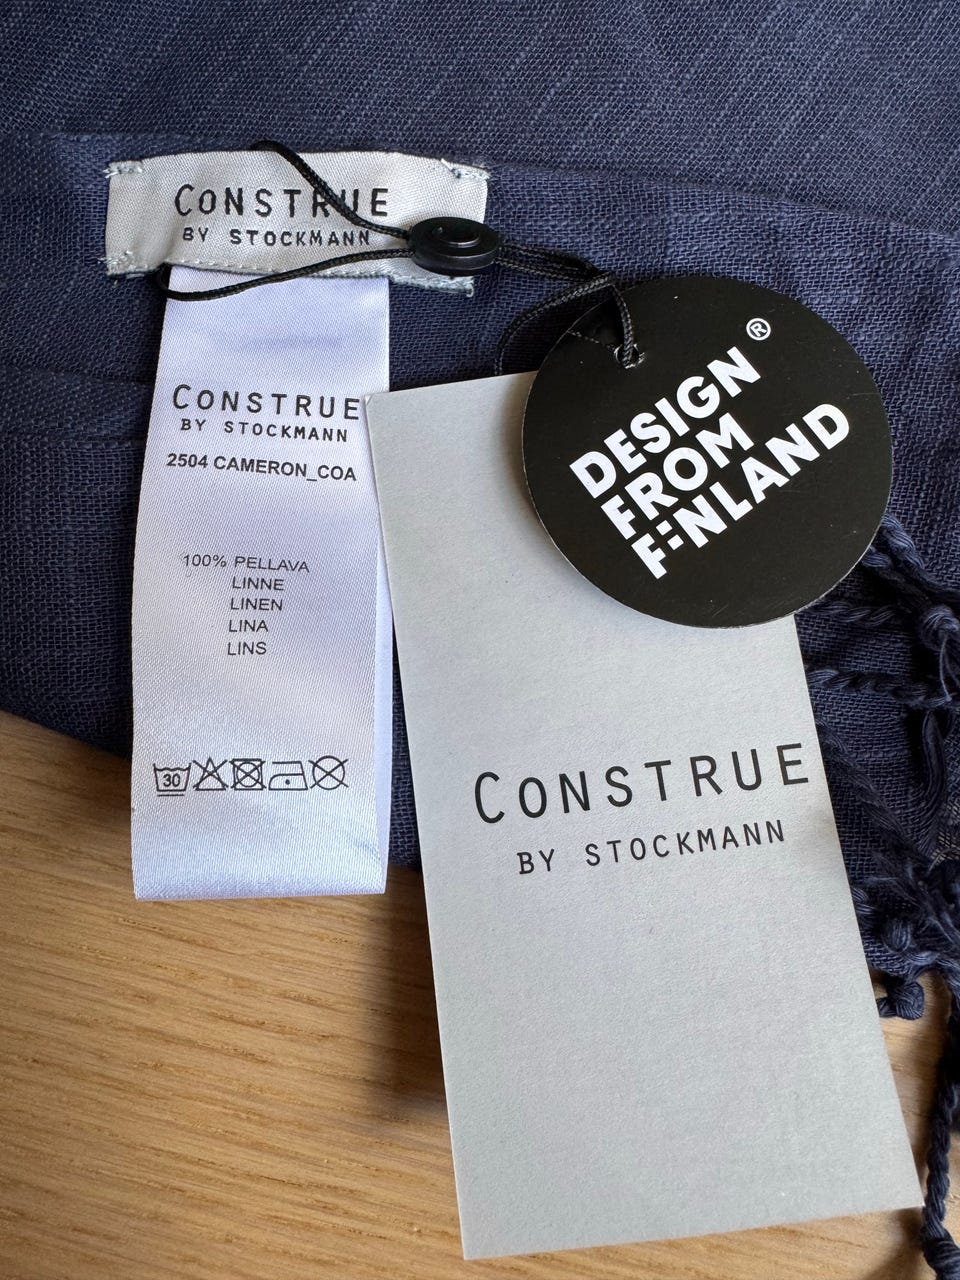 CONSTRUE
BY STOCKMANN
CONSTRUE
BY STOCKMANN
2504 CAMERON_COA
100% PELLAVA
LINNE
LINEN
LINA
LINS
30
DESIGN®
FROM
FINLAND
CONSTRUE
BY STOCKMANN